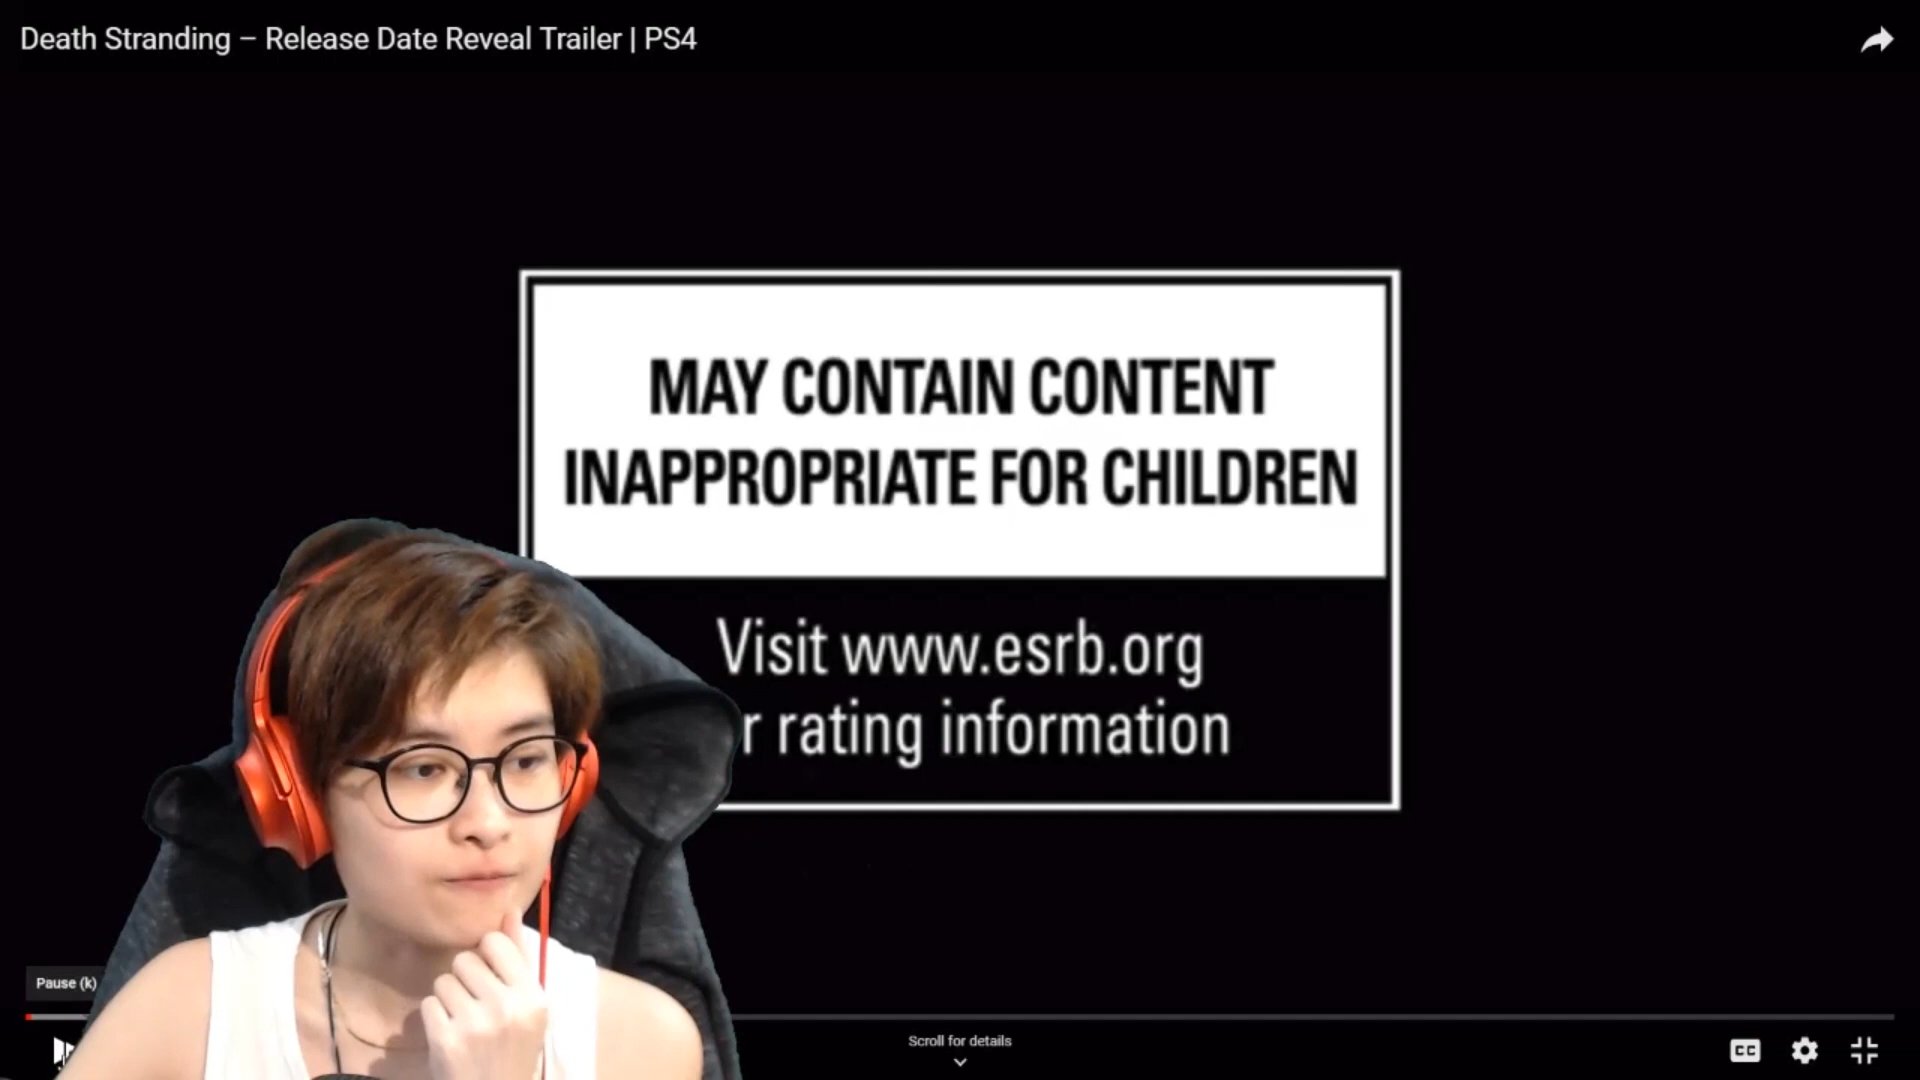 Death Stranding – Release Date Reveal Trailer | PS4
MAY CONTAIN CONTENT
INAPPROPRIATE FOR CHILDREN
Visit www.esrb.org
r rating information
Pause (k)
Scroll for details
CC